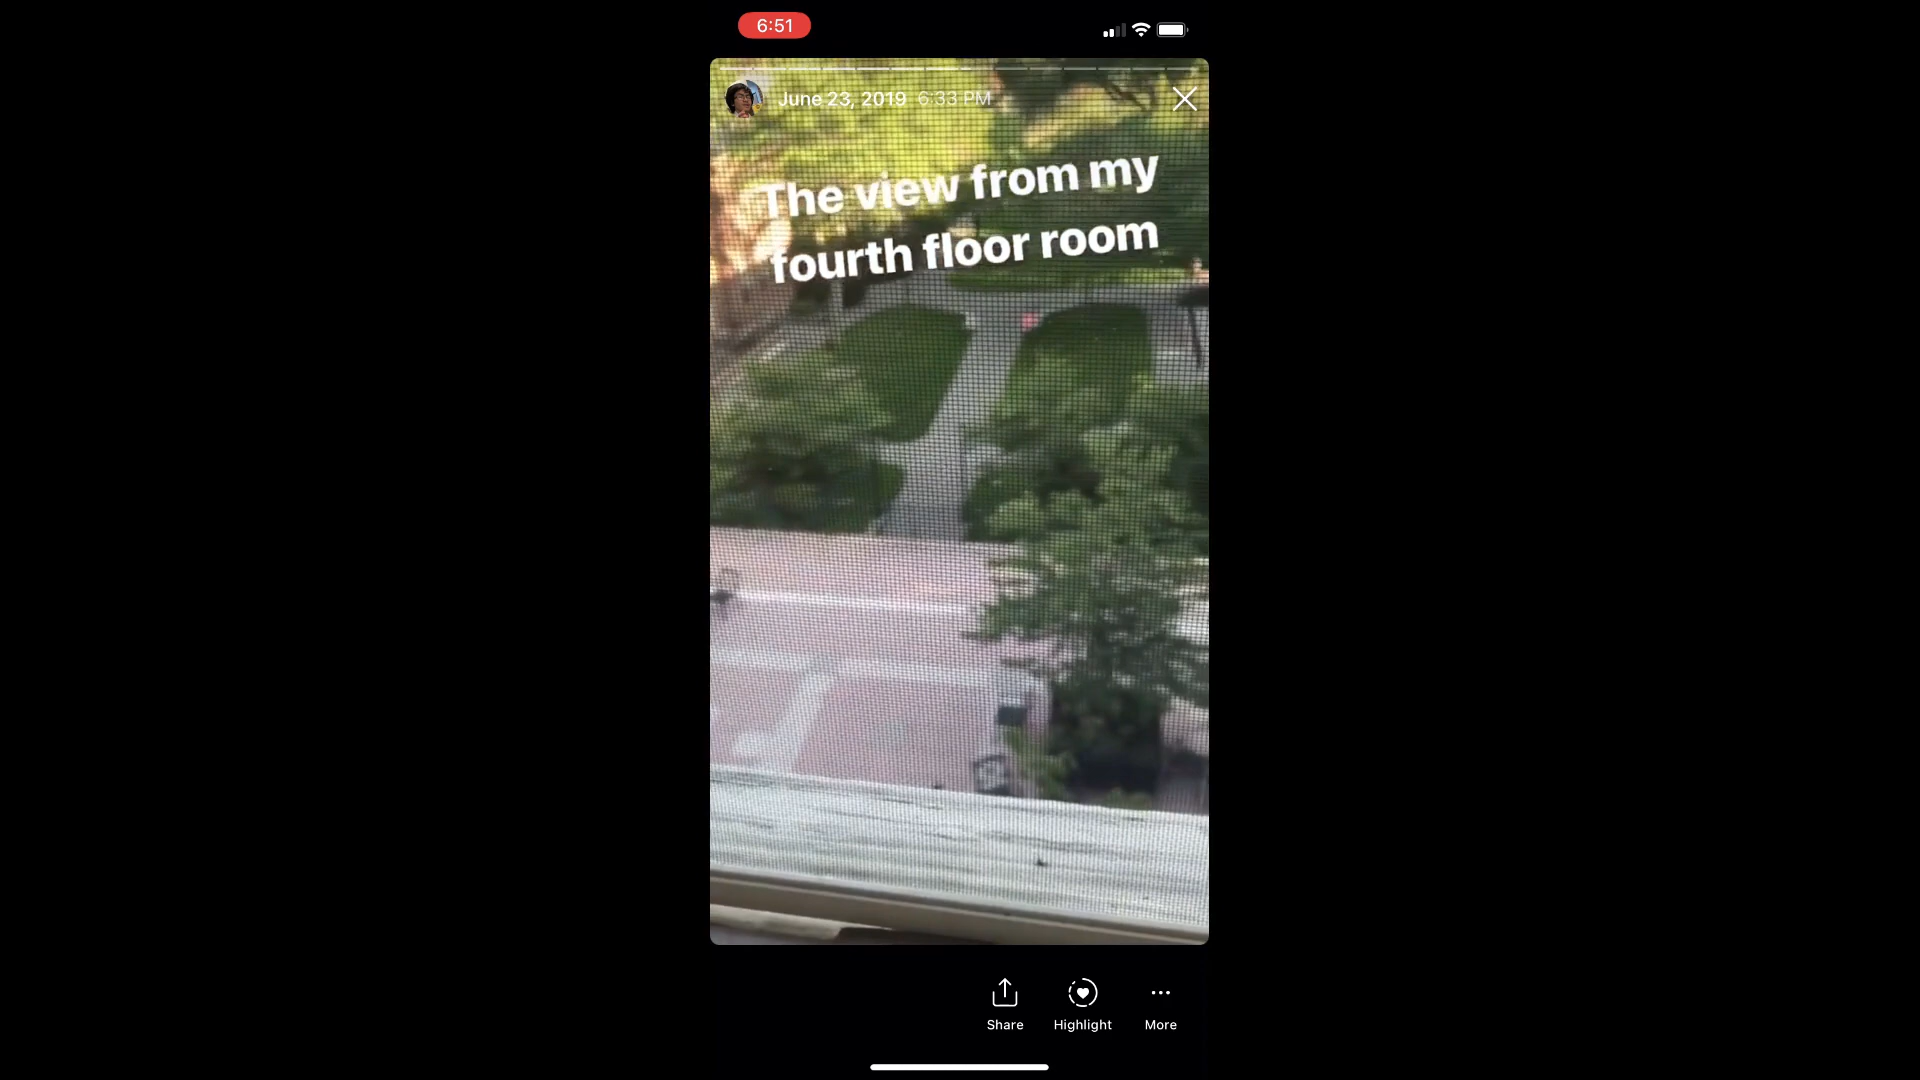 6:51
June 23, 2019 6:33 PM
The view from my
fourth floor room
Share Highlight More